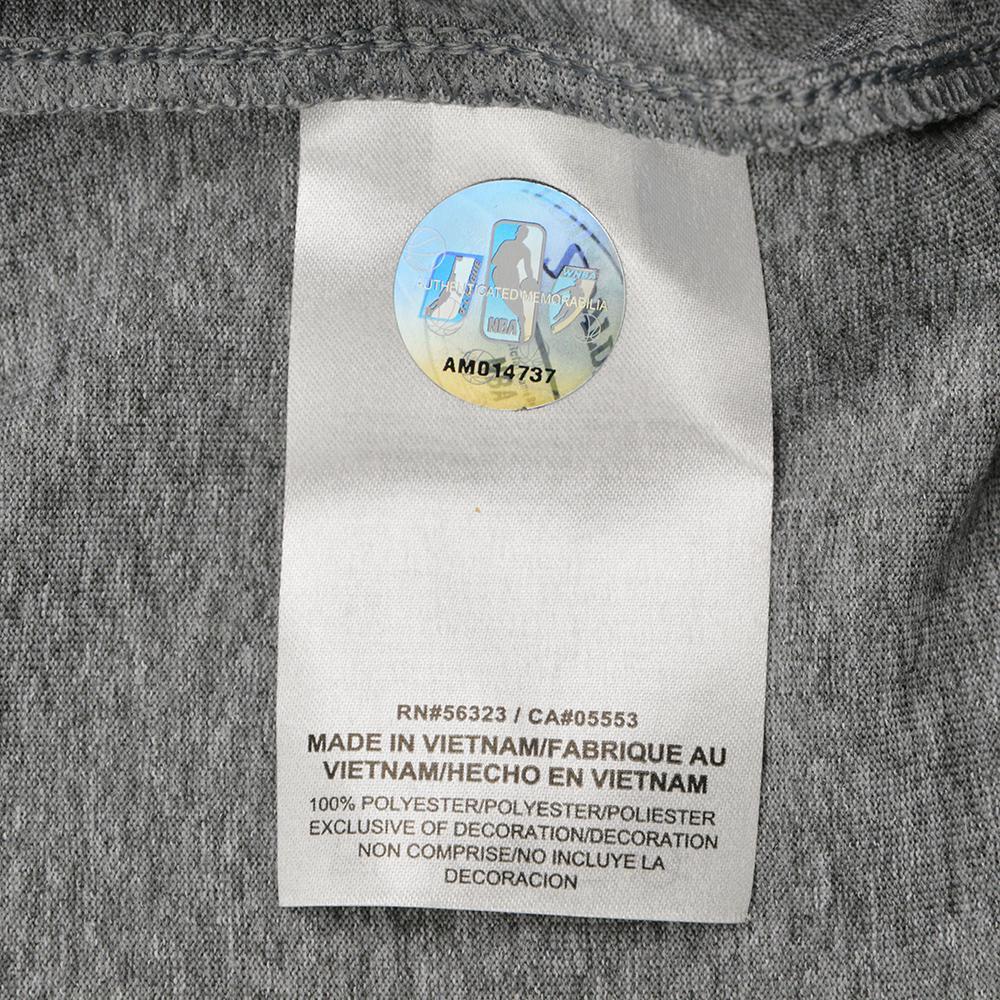 WNBA
AUTHENTICATED MEMORABILIA
NBA
AM014737
RN#56323 / CA#05553
MADE IN VIETNAM/FABRIQUE AU
VIETNAM/HECHO EN VIETNAM
100% POLYESTER/POLYESTER/POLIESTER
EXCLUSIVE OF DECORATION/DECORATION
NON COMPRISE/NO INCLUYE LA
DECORACION